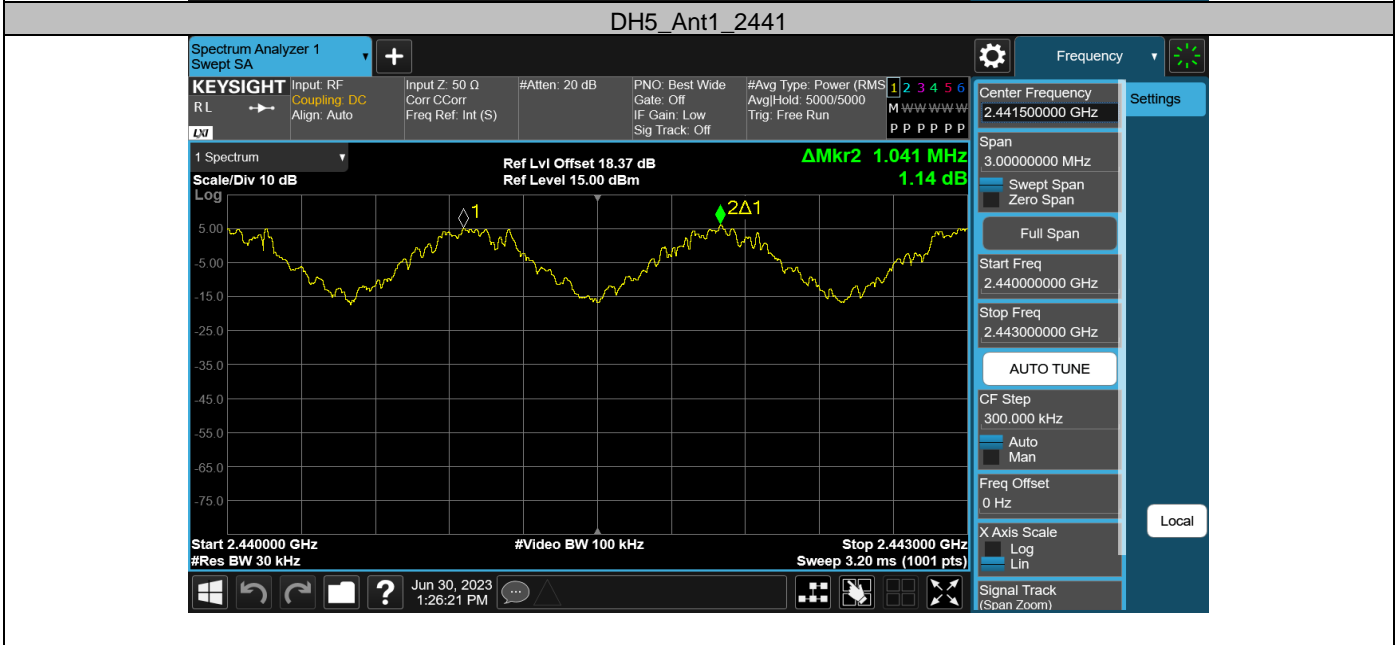 DH5_Ant1_2441
Spectrum Analyzer 1
Swept SA
+
Frequency
KEYSIGHT
RL
LXI
Input: RF
Coupling: DC
Align: Auto
Input Z: 50 Ω
Corr CCorr
Freq Ref: Int (S)
#Atten: 20 dB
PNO: Best Wide
Gate: Off
IF Gain: Low
Sig Track: Off
#Avg Type: Power (RMS
Avg|Hold: 5000/5000
Trig: Free Run
1 2 3 4 5 6
M W W W W W
P P P P P P
1 Spectrum
Scale/Div 10 dB
Log
Ref Lvl Offset 18.37 dB
Ref Level 15.00 dBm
ΔMkr2 1.041 MHz
1.14 dB
1
2Δ1
5.00
-5.00
-15.0
-25.0
-35.0
-45.0
-55.0
-65.0
-75.0
Start 2.440000 GHz
#Res BW 30 kHz
#Video BW 100 kHz
Stop 2.443000 GHz
Sweep 3.20 ms (1001 pts)
Center Frequency
2.441500000 GHz
Span
3.00000000 MHz
Swept Span
Zero Span
Full Span
Start Freq
2.440000000 GHz
Stop Freq
2.443000000 GHz
AUTO TUNE
CF Step
300.000 kHz
Auto
Man
Freq Offset
0 Hz
X Axis Scale
Log
Lin
Signal Track
(Span Zoom)
Settings
Local
?
Jun 30, 2023
1:26:21 PM